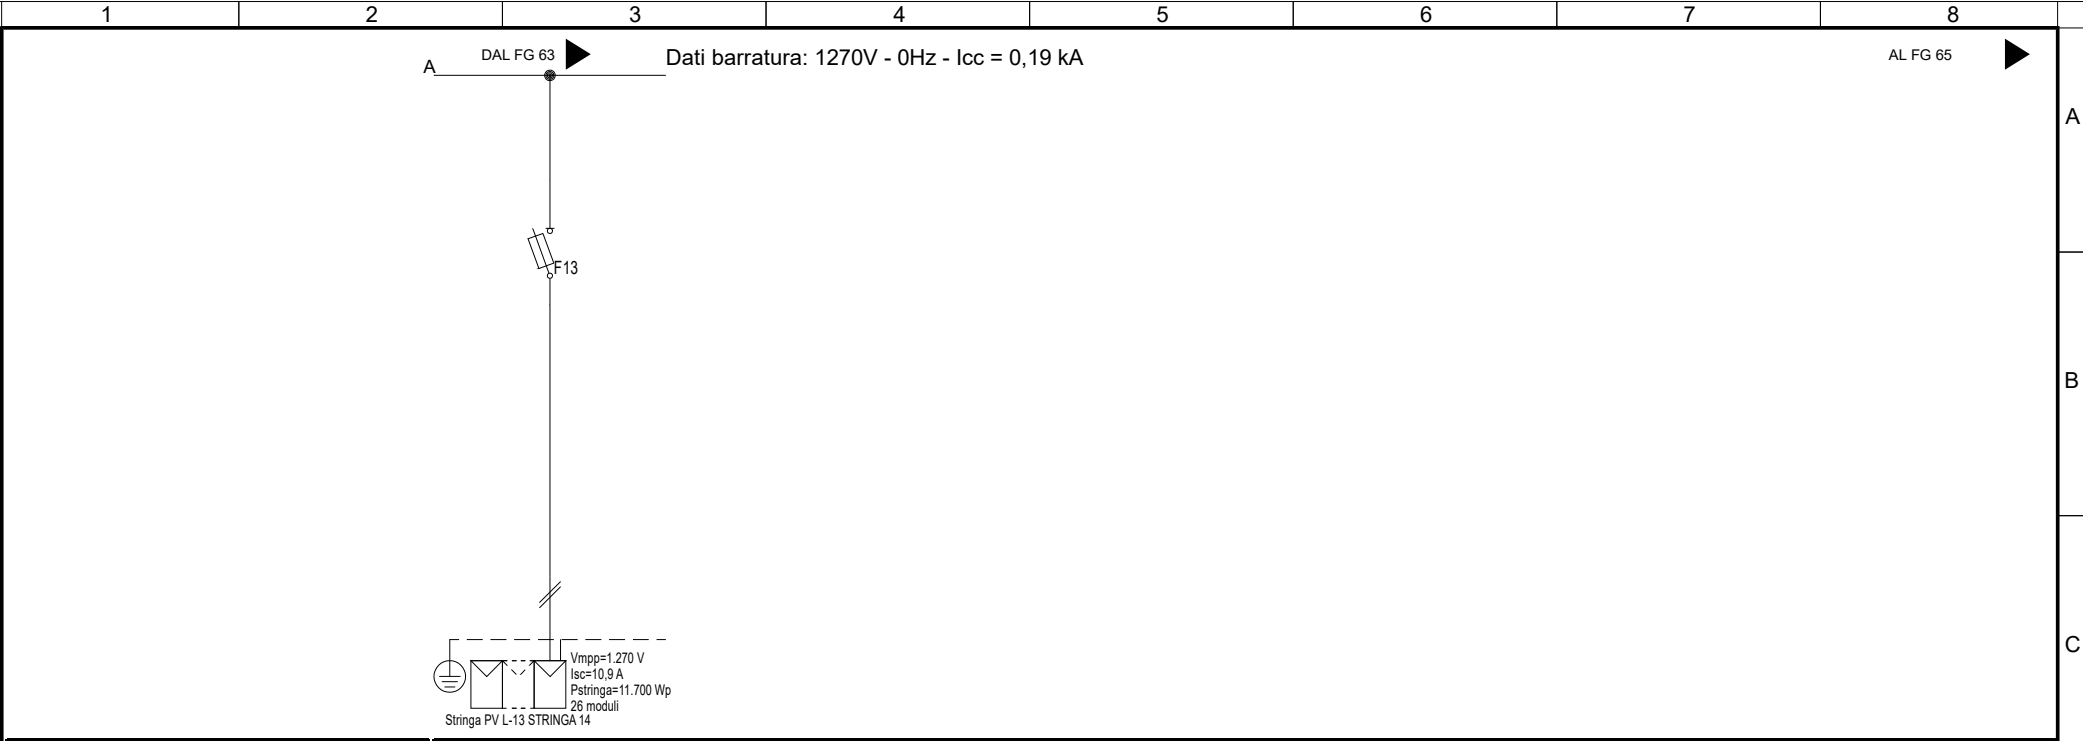 1 2 3 4 5 6 7 8
DAL FG 63 Dati barratura: 1270V - 0Hz - Icc = 0,19 kA AL FG 65
A
A
F13
B
C
Vmpp=1.270 V
Isc=10,9 A
Pstringa=11.700 Wp
26 moduli
Stringa PV L-13 STRINGA 14